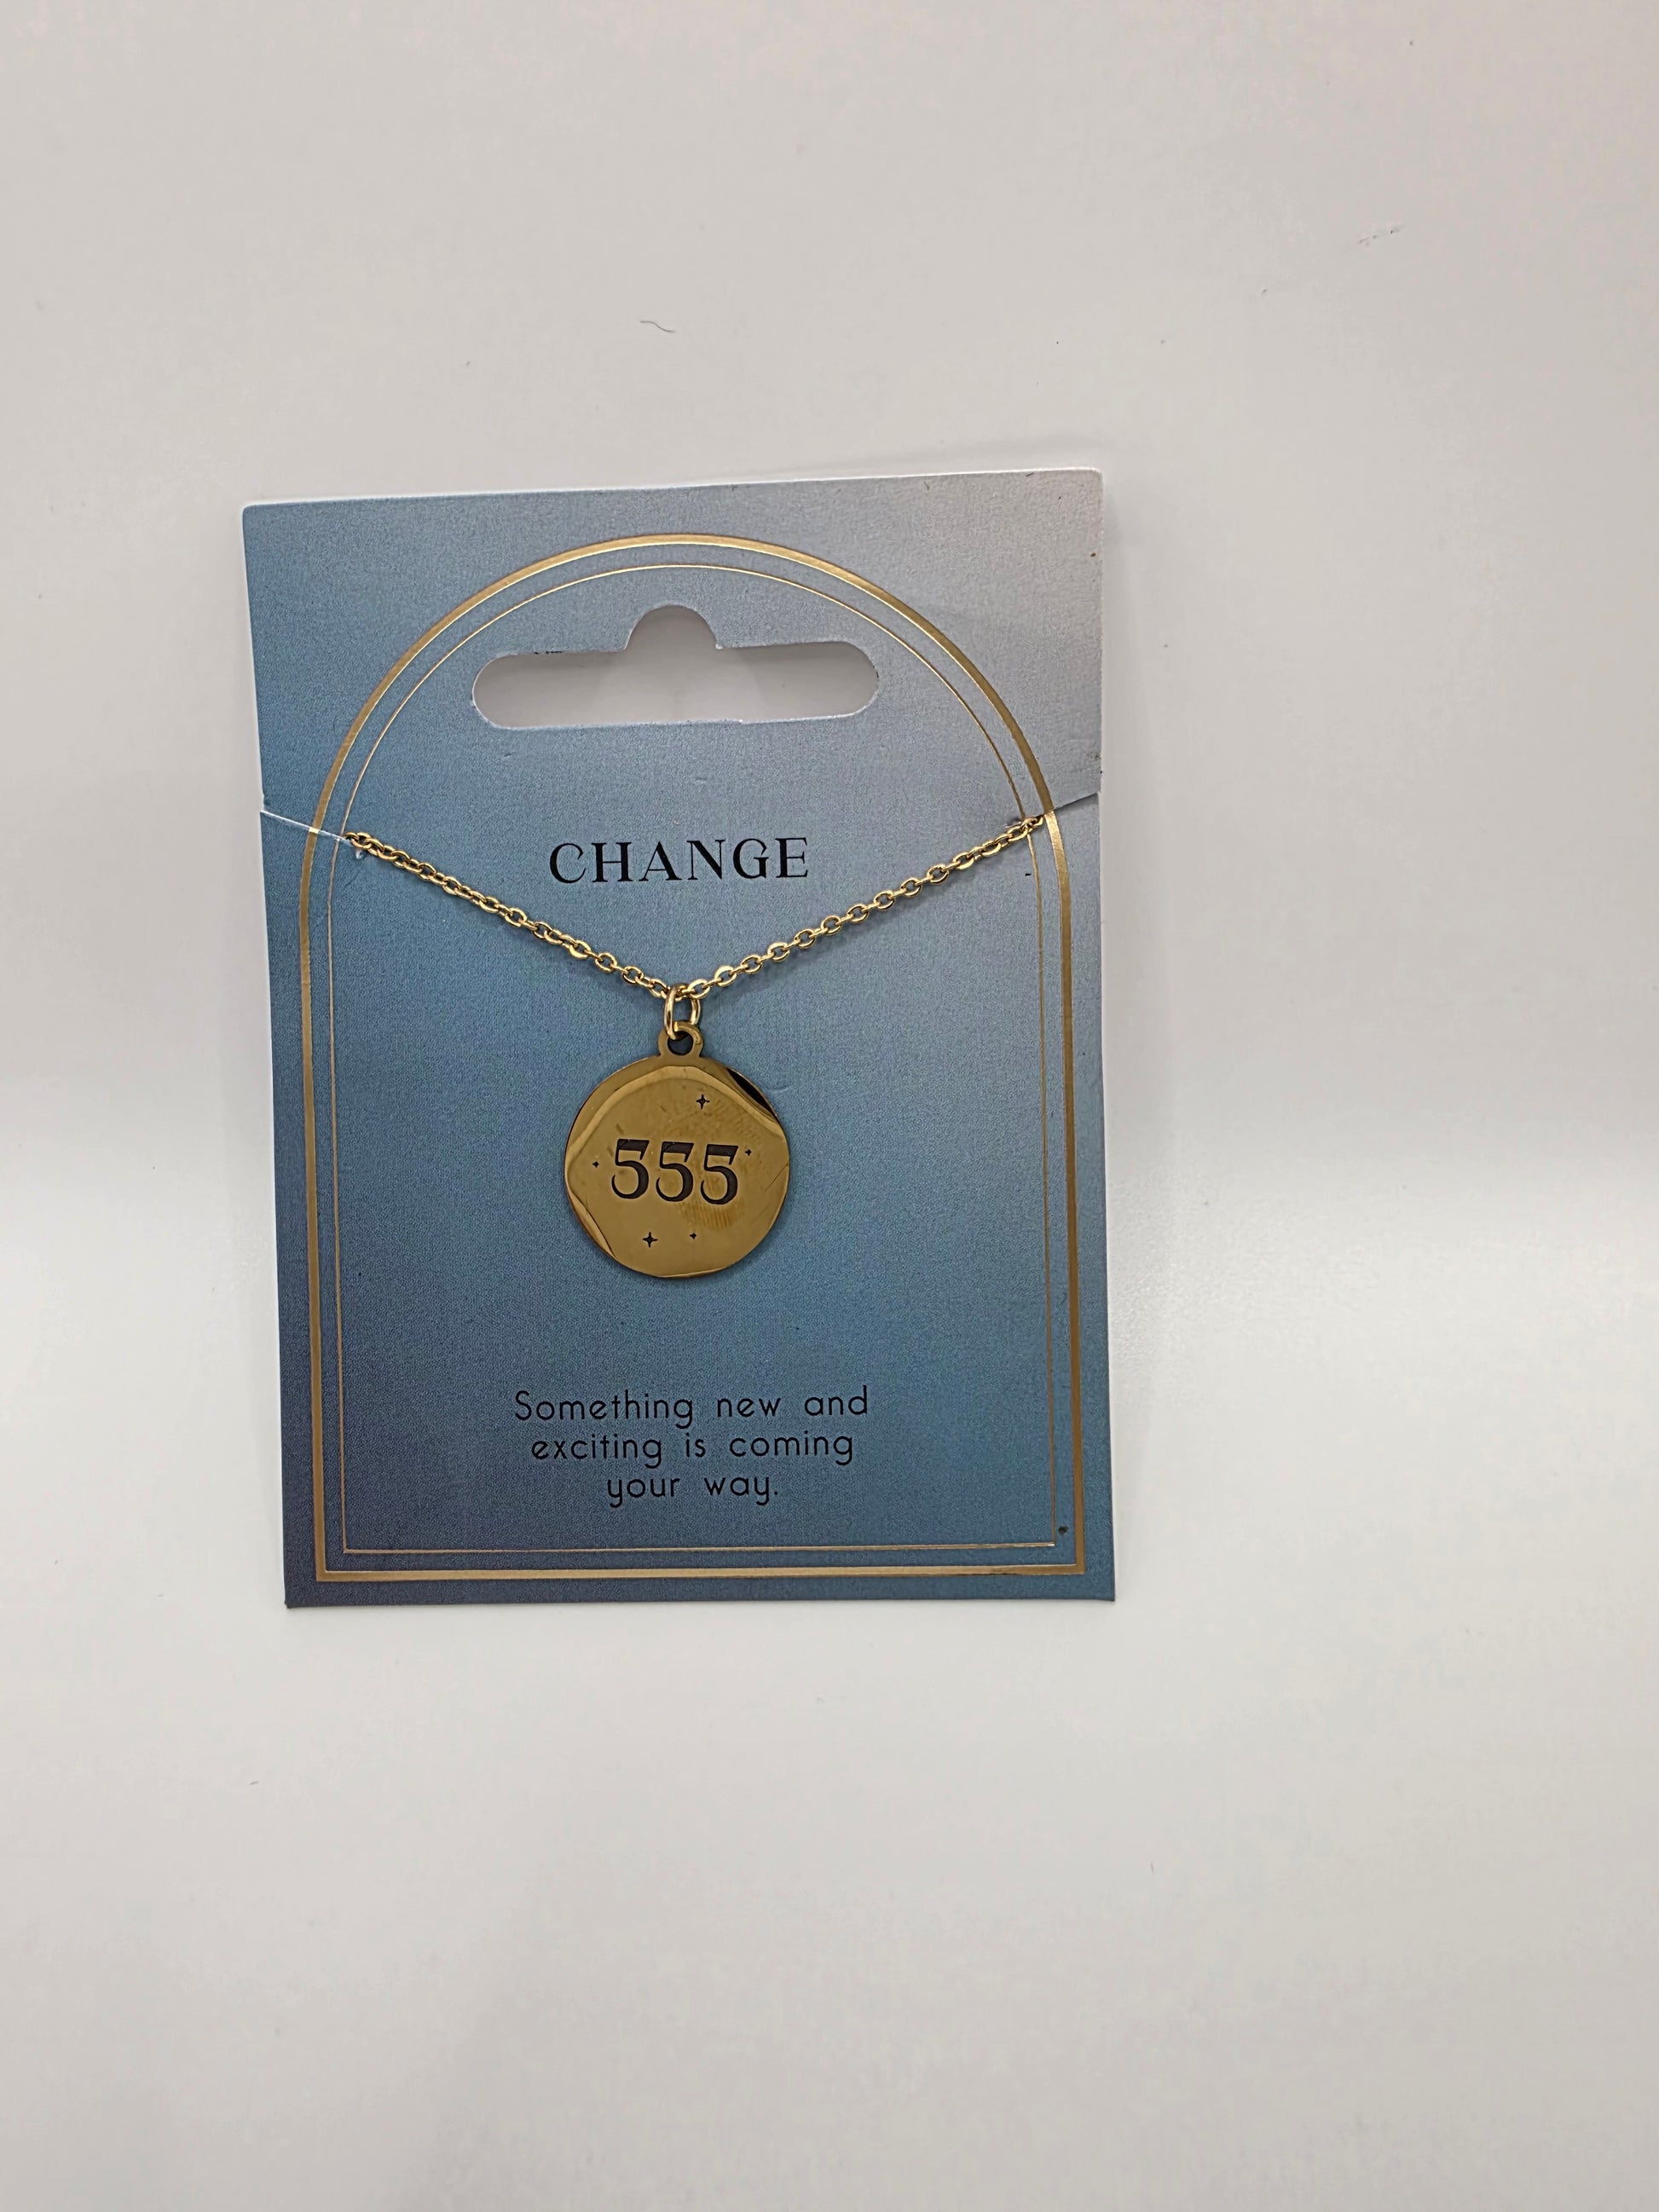 CHANGE
555
Something new and
exciting is coming
your way.